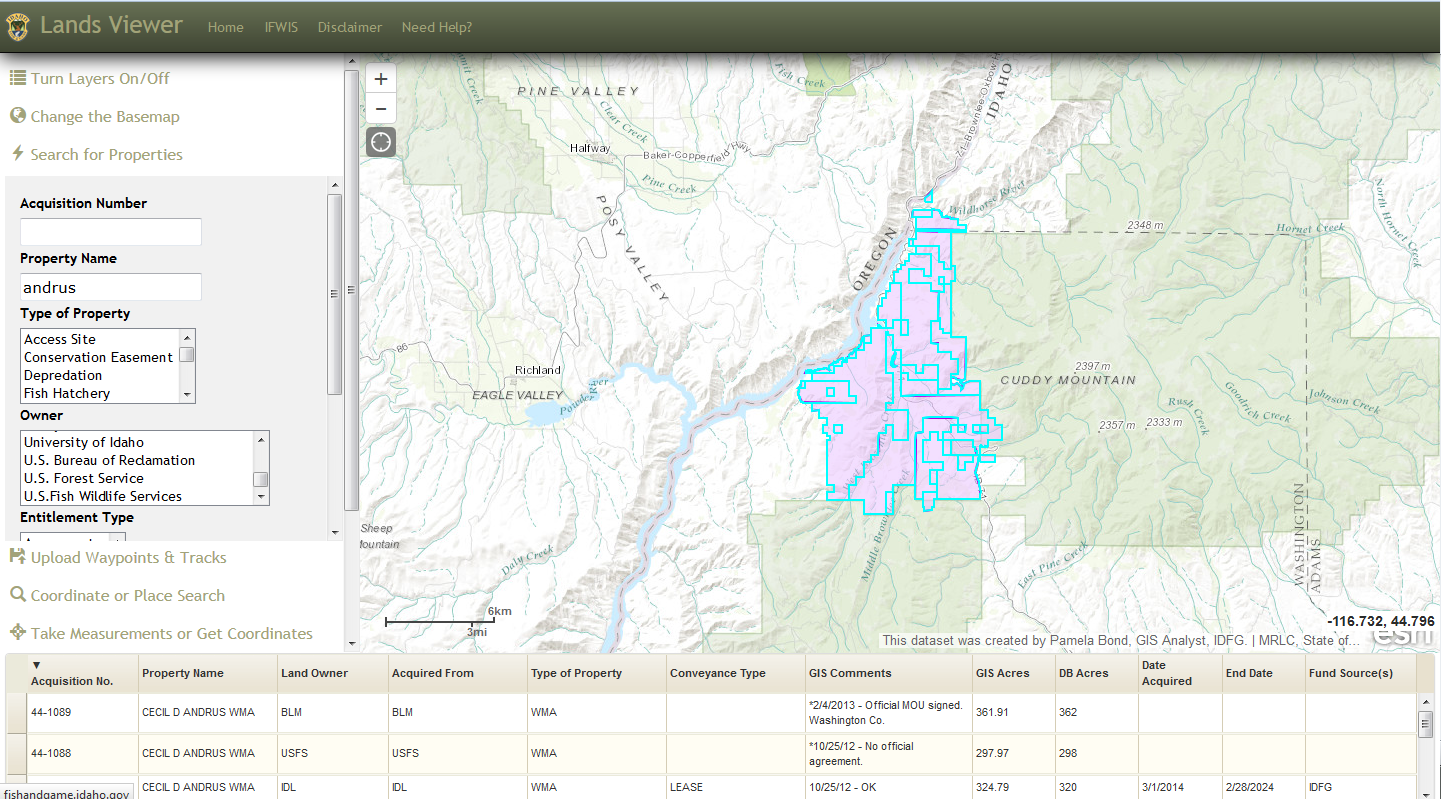 Lands Viewer Home IFWIS Disclaimer Need Help?
Turn Layers On/Off
Change the Basemap
Search for Properties
Acquisition Number
Property Name
andrus
Type of Property
Access Site
Conservation Easement
Depredation
Fish Hatchery
Owner
University of Idaho
U.S. Bureau of Reclamation
U.S. Forest Service
U.S.Fish Wildlife Services
Entitlement Type
Upload Waypoints & Tracks
Coordinate or Place Search
Take Measurements or Get Coordinates
+
−
PINE VALLEY
Fish Creek
IDAHO
Clear Creek
Halfway
Baker-Copperfield Hwy
Pine Creek
POSY VALLEY
Wildhorse River
OREGON
2348 m
Hornet Creek
North Hornet Creek
86
Richland
EAGLE VALLEY
Powder River
2397 m
CUDDY MOUNTAIN
Rush Creek
Goodrich Creek
Johnson Creek
2357 m
2333 m
Sheep
Mountain
Daly Creek
East Pine Creek
WASHINGTON
ADAMS
6km
3mi
-116.732, 44.796
esri
This dataset was created by Pamela Bond, GIS Analyst, IDFG. | MRLC, State of...
Acquisition No. Property Name Land Owner Acquired From Type of Property Conveyance Type GIS Comments GIS Acres DB Acres Date Acquired End Date Fund Source(s)
44-1089 CECIL D ANDRUS WMA BLM BLM WMA *2/4/2013 - Official MOU signed. Washington Co. 361.91 362
44-1088 CECIL D ANDRUS WMA USFS USFS WMA *10/25/12 - No official agreement. 297.97 298
CECIL D ANDRUS WMA IDL IDL WMA LEASE 10/25/12 - OK 324.79 320 3/1/2014 2/28/2024 IDFG
fishandgame.idaho.gov